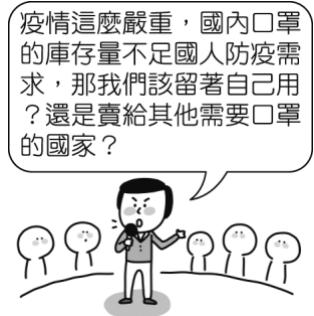 疫情這麼嚴重，國內口罩
的庫存量不足國人防疫需
求，那我們該留著自己用
？還是賣給其他需要口罩
的國家？